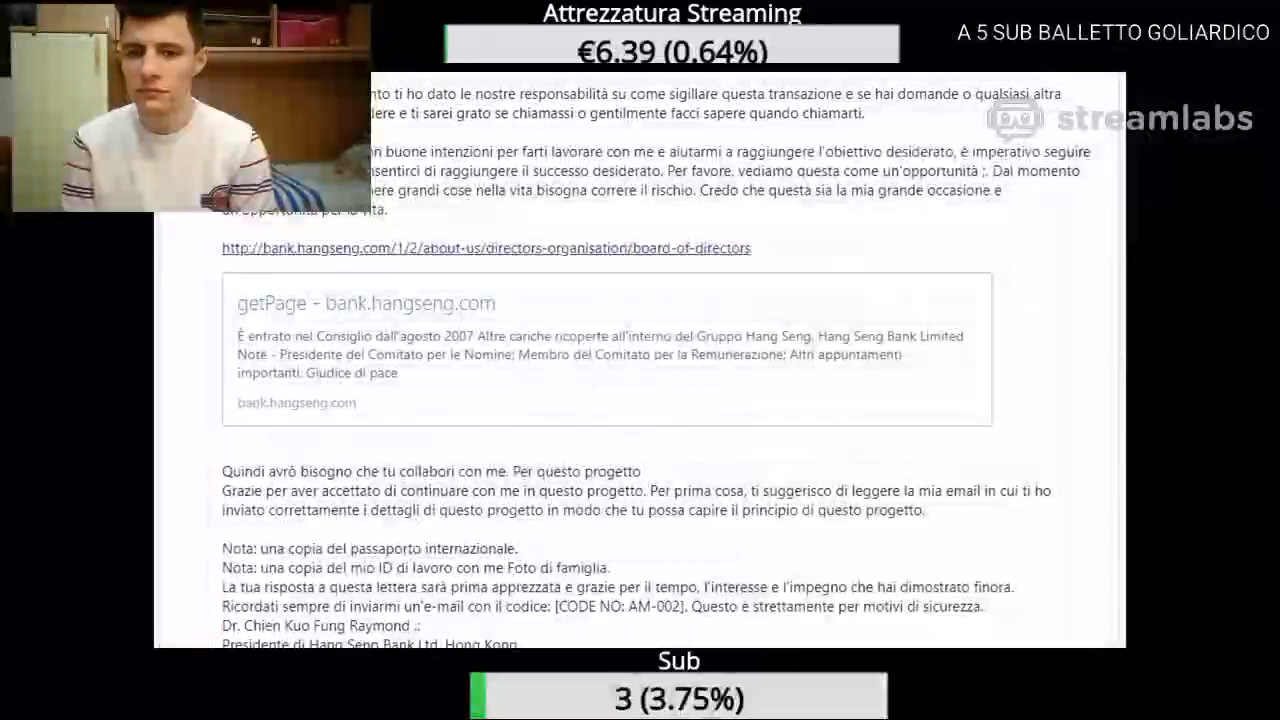 Attrezzatura Streaming
€6.39 (0.64%)
A 5 SUB BALLETTO GOLIARDICO
streamlabs
ti ho dato le nostre responsabilità su come sigillare questa transazione e se hai domande o qualsiasi altra
e ti sarei grato se chiamassi o gentilmente facci sapere quando chiamarti.
buone intenzioni per farti lavorare con me e aiutarmi a raggiungere l'obiettivo desiderato, è imperativo seguire
di raggiungere il successo desiderato. Per favore, vediamo questa come un'opportunità ;. Dal momento
grandi cose nella vita bisogna correre il rischio. Credo che questa sia la mia grande occasione e
un'opportunità per la vita.
http://bank.hangseng.com/1/2/about-us/directors-organisation/board-of-directors
getPage - bank.hangseng.com
È entrato nel Consiglio dall'agosto 2007 Altre cariche ricoperte all'interno del Gruppo Hang Seng. Hang Seng Bank Limited
Note - Presidente del Comitato per le Nomine; Membro del Comitato per la Remunerazione; Altri appuntamenti
importanti. Giudice di pace
bank.hangseng.com
Quindi avrò bisogno che tu collabori con me. Per questo progetto
Grazie per aver accettato di continuare con me in questo progetto. Per prima cosa, ti suggerisco di leggere la mia email in cui ti ho
inviato correttamente i dettagli di questo progetto in modo che tu possa capire il principio di questo progetto.
Nota: una copia del passaporto internazionale.
Nota: una copia del mio ID di lavoro con me Foto di famiglia.
La tua risposta a questa lettera sarà prima apprezzata e grazie per il tempo, l'interesse e l'impegno che hai dimostrato finora.
Ricordati sempre di inviarmi un'e-mail con il codice: [CODE NO: AM-002]. Questo è strettamente per motivi di sicurezza.
Dr. Chien Kuo Fung Raymond .:
Presidente di Hang Seng Bank Ltd. Hong Kong
Sub
3 (3.75%)